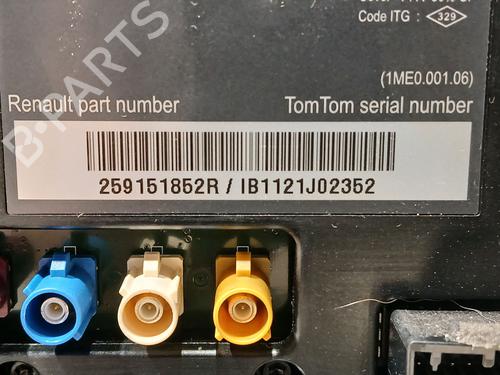 Code ITG : 329
(1ME0.001.06)
Renault part number
TomTom serial number
259151852R / IB1121J02352
B-PARTS